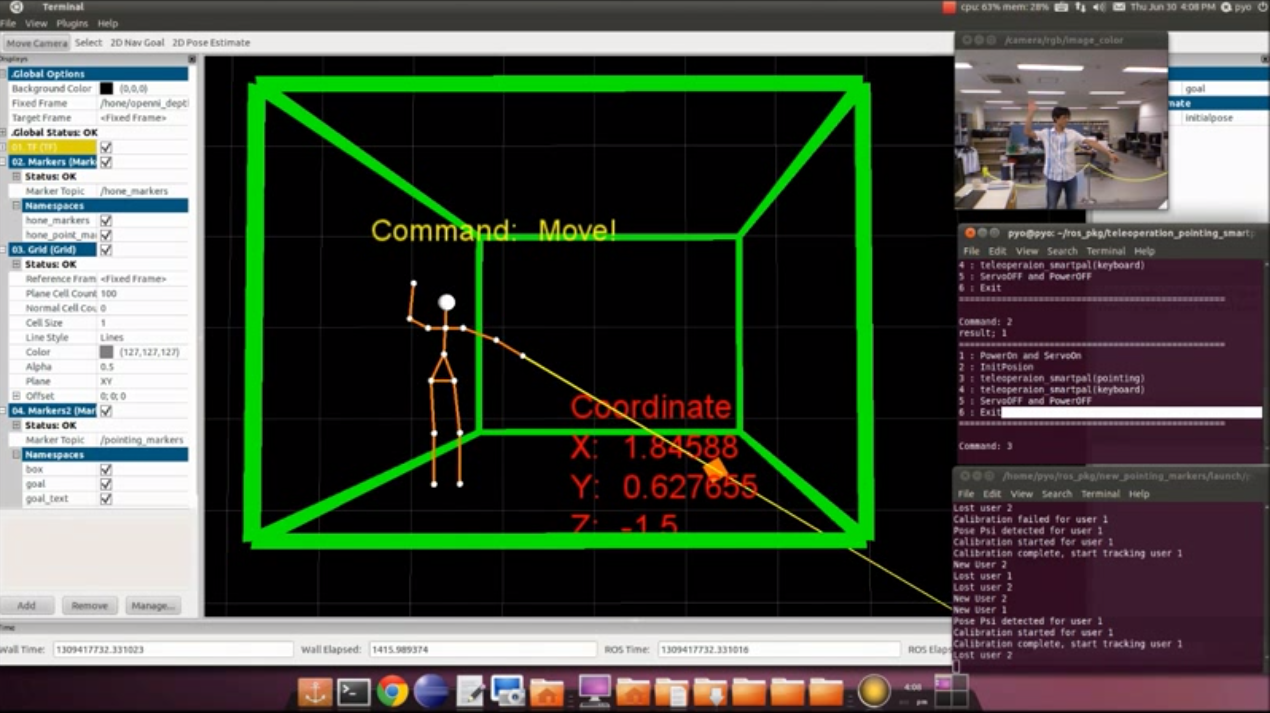 Terminal
cpu: 63% mem: 28%
Thu Jun 30 4:08 PM
pyo
File View Plugins Help
Move Camera Select 2D Nav Goal 2D Pose Estimate
Displays
.Global Options
Background Color (0,0,0)
Fixed Frame /hone/openni_dept
Target Frame <Fixed Frame>
.Global Status: OK
01. TF (TF)
02. Markers (Mark
Status: OK
Marker Topic /hone_markers
Namespaces
hone_markers
hone_point_mai
03. Grid (Grid)
Status: OK
Reference Fram <Fixed Frame>
Plane Cell Count 100
Normal Cell Cou 0
Cell Size 1
Line Style Lines
Color (127,127,127)
Alpha 0.5
Plane XY
Offset 0; 0; 0
04. Markers2 (Mar
Status: OK
Marker Topic /pointing_markers
Namespaces
box
goal
goal_text
Add Remove Manage...
Command: Move!
Coordinate
X: 1.84588
Y: 0.627655
Z: -1.5
/camera/rgb/image_color
goal
mate
initialpose
pyo@pyo: ~/ros_pkg/teleoperation_pointing_smart
File Edit View Search Terminal Help
4 : teleoperaion_smartpal(keyboard)
5 : ServoOFF and PowerOFF
6 : Exit
Command: 2
result; 1
1 : PowerOn and ServoOn
2 : InitPosion
3 : teleoperaion_smartpal(pointing)
4 : teleoperaion_smartpal(keyboard)
5 : ServoOFF and PowerOFF
6 : Exit
Command: 3
/home/pyo/ros_pkg/new_pointing_markers/launch/
File Edit View Search Terminal Help
Lost user 2
Calibration failed for user 1
Pose Psi detected for user 1
Calibration started for user 1
Calibration complete, start tracking user 1
New User 2
Lost user 1
Lost user 2
New User 2
New User 1
Pose Psi detected for user 1
Calibration started for user 1
Calibration complete, start tracking user 1
Lost user 2
Time
Wall Time: 1309417732.331023 Wall Elapsed: 1415.989374 ROS Time: 1309417732.331016 ROS Elaps
4:08
pm